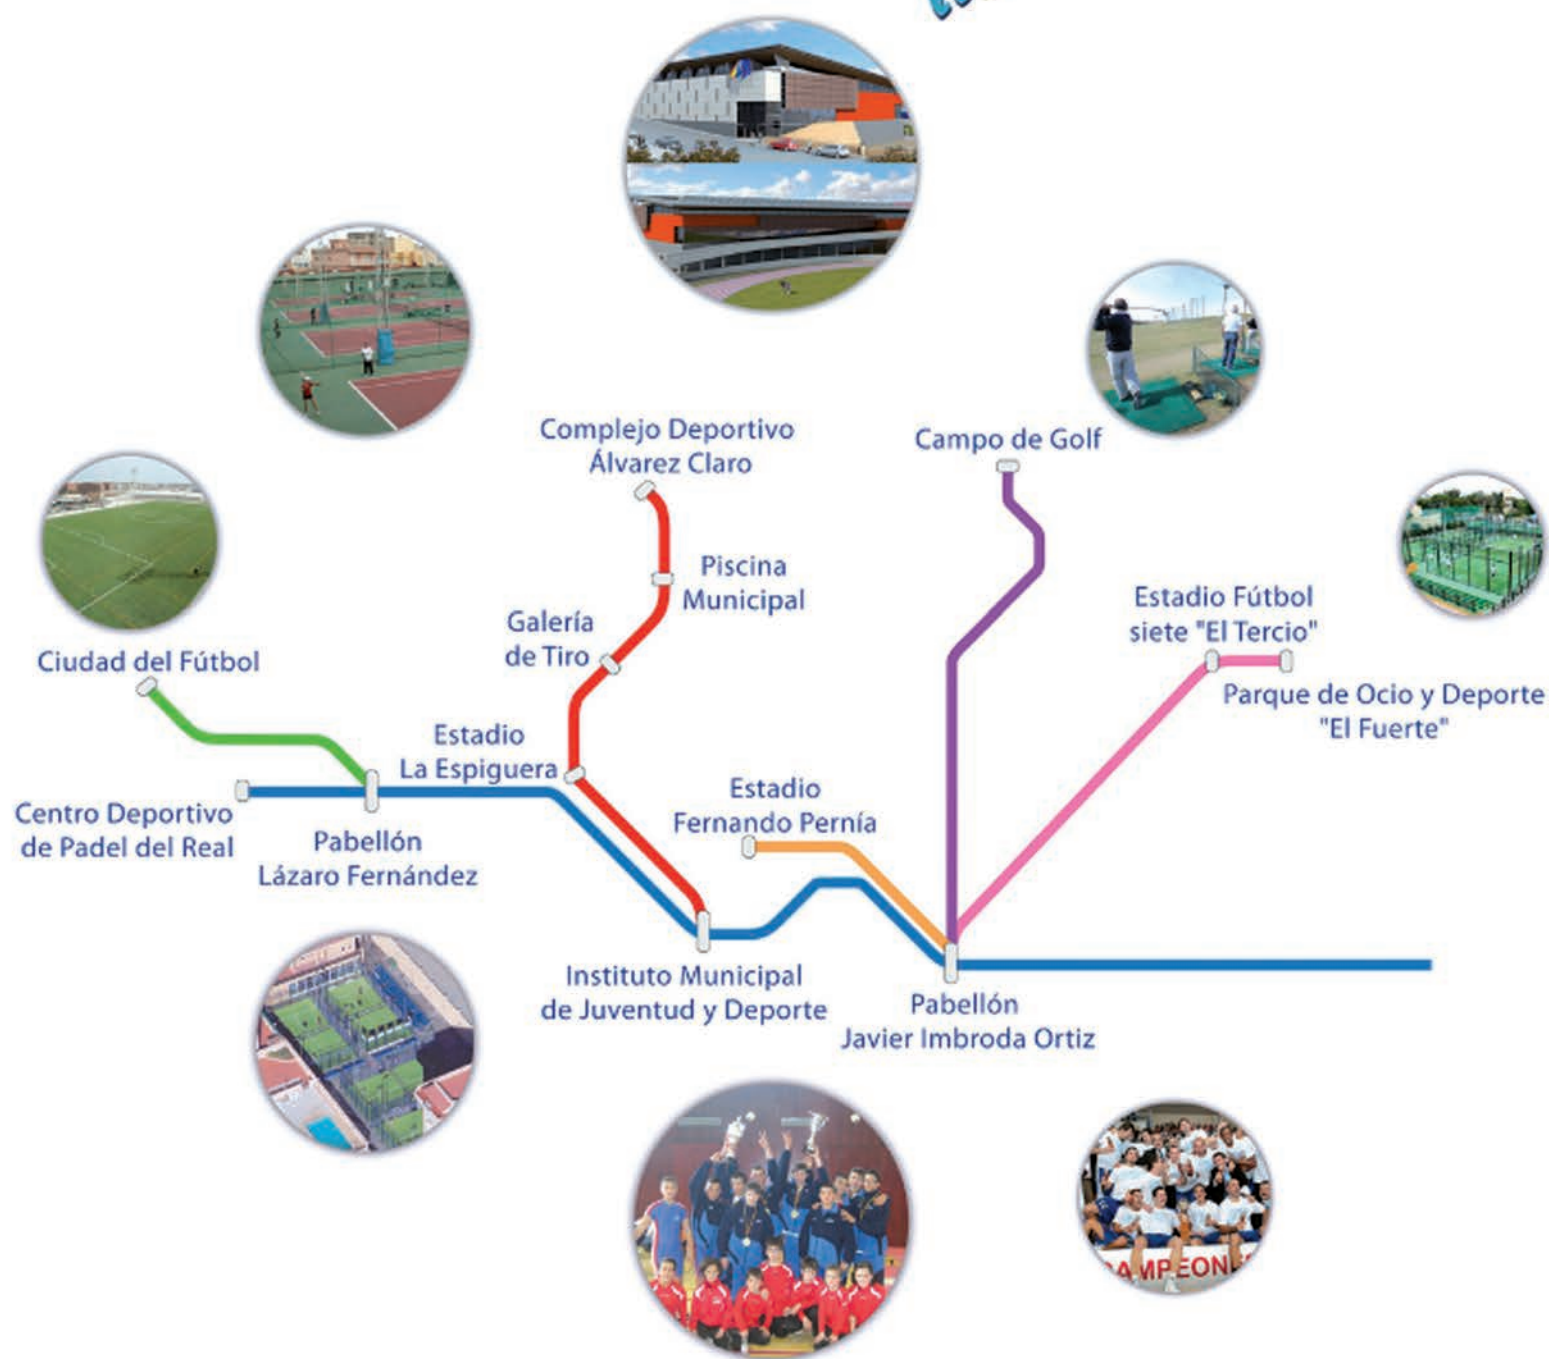 Complejo Deportivo
Álvarez Claro
Campo de Golf
Piscina
Municipal
Estadio Fútbol
siete "El Tercio"
Galería
de Tiro
Ciudad del Fútbol
Parque de Ocio y Deporte
"El Fuerte"
Estadio
La Espiguera
Estadio
Fernando Pernía
Centro Deportivo
de Padel del Real
Pabellón
Lázaro Fernández
Instituto Municipal
de Juventud y Deporte
Pabellón
Javier Imbroda Ortiz